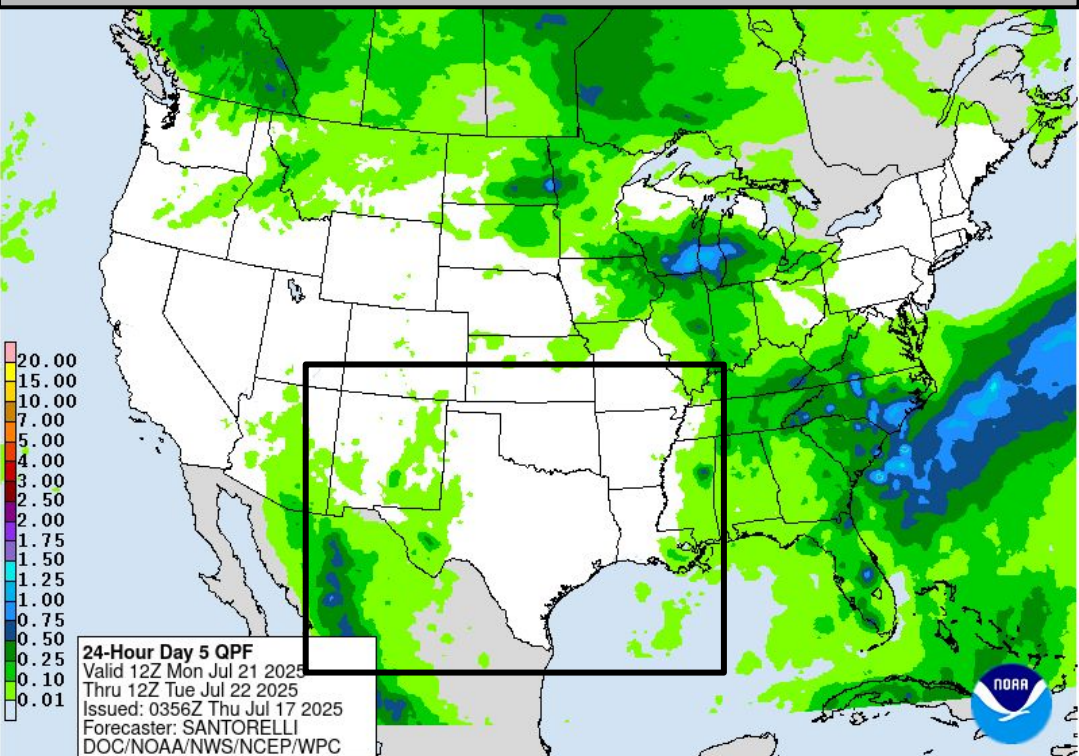 20.00
15.00
10.00
7.00
5.00
4.00
3.00
2.50
2.00
1.75
1.50
1.25
1.00
0.75
0.50
0.25
0.10
0.01
24-Hour Day 5 QPF
Valid 12Z Mon Jul 21 2025
Thru 12Z Tue Jul 22 2025
Issued: 0356Z Thu Jul 17 2025
Forecaster: SANTORELLI
DOC/NOAA/NWS/NCEP/WPC
NOAA